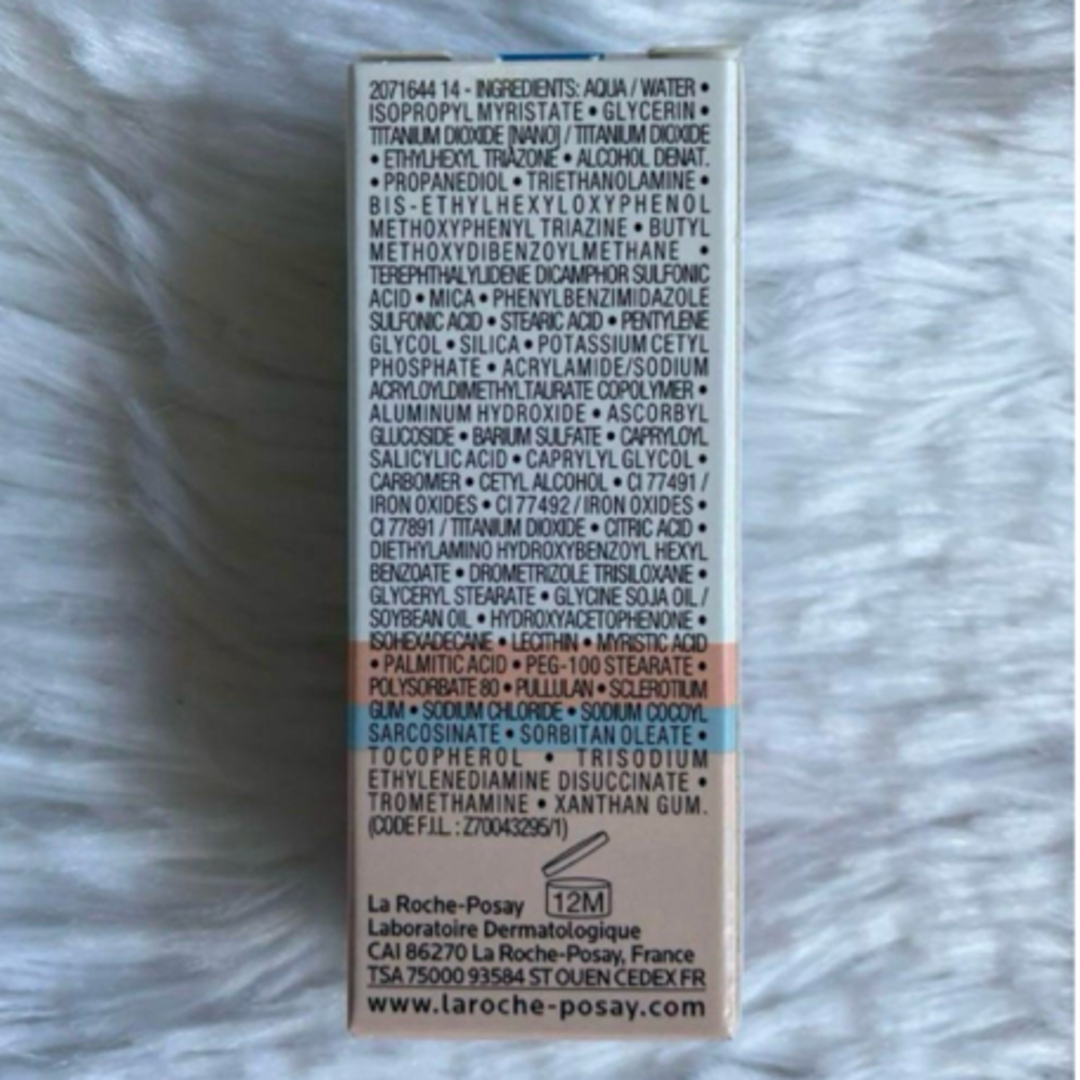 2071644 14 - INGREDIENTS: AQUA / WATER •
ISOPROPYL MYRISTATE • GLYCERIN •
TITANIUM DIOXIDE [NANO] / TITANIUM DIOXIDE
• ETHYLHEXYL TRIAZONE • ALCOHOL DENAT.
• PROPANEDIOL • TRIETHANOLAMINE •
BIS-ETHYLHEXYLOXYPHENOL
METHOXYPHENYL TRIAZINE • BUTYL
METHOXYDIBENZOYLMETHANE •
TEREPHTHALYLIDENE DICAMPHOR SULFONIC
ACID • MICA • PHENYLBENZIMIDAZOLE
SULFONIC ACID • STEARIC ACID • PENTYLENE
GLYCOL • SILICA • POTASSIUM CETYL
PHOSPHATE • ACRYLAMIDE/SODIUM
ACRYLOYLDIMETHYLTAURATE COPOLYMER •
ALUMINUM HYDROXIDE • ASCORBYL
GLUCOSIDE • BARIUM SULFATE • CAPRYLOYL
SALICYLIC ACID • CAPRYLYL GLYCOL •
CARBOMER • CETYL ALCOHOL • CI 77491 /
IRON OXIDES • CI 77492 / IRON OXIDES •
CI 77891 / TITANIUM DIOXIDE • CITRIC ACID •
DIETHYLAMINO HYDROXYBENZOYL HEXYL
BENZOATE • DROMETRIZOLE TRISILOXANE •
GLYCERYL STEARATE • GLYCINE SOJA OIL /
SOYBEAN OIL • HYDROXYACETOPHENONE •
ISOHEXADECANE • LECITHIN • MYRISTIC ACID
• PALMITIC ACID • PEG-100 STEARATE •
POLYSORBATE 80 • PULLULAN • SCLEROTIUM
GUM • SODIUM CHLORIDE • SODIUM COCOYL
SARCOSINATE • SORBITAN OLEATE •
TOCOPHEROL • TRISODIUM
ETHYLENEDIAMINE DISUCCINATE •
TROMETHAMINE • XANTHAN GUM.
(CODE F.I.L. : Z70043295/1)
12M
La Roche-Posay
Laboratoire Dermatologique
CAI 86270 La Roche-Posay, France
TSA 75000 93584 ST OUEN CEDEX FR
www.laroche-posay.com